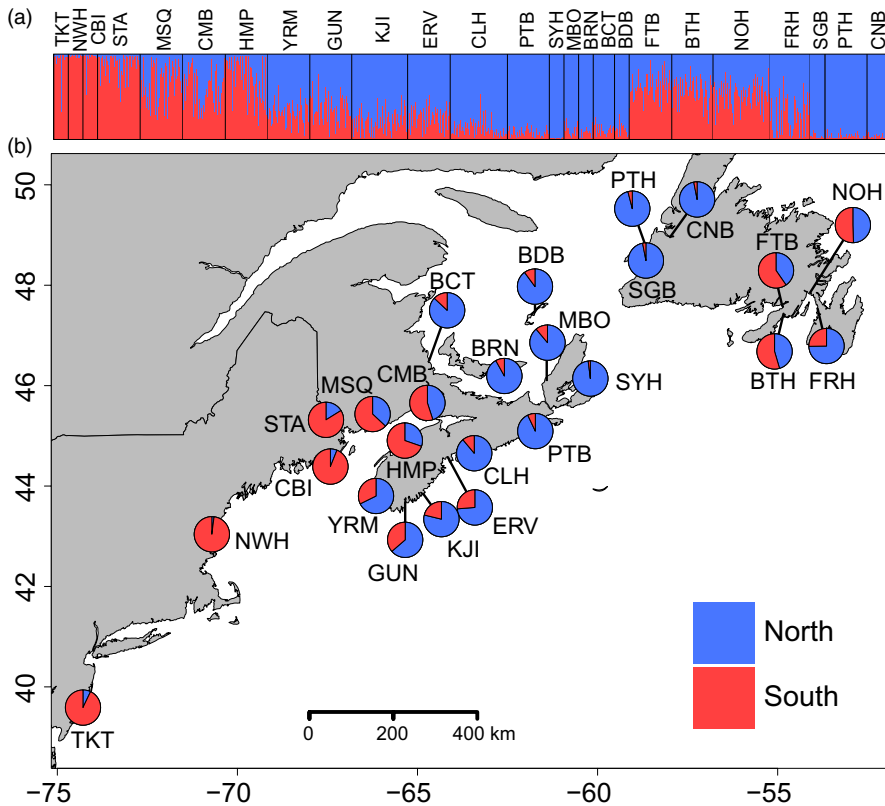 (a)
TKT NWH CBI STA MSQ CMB HMP YRM GUN KJI ERV CLH PTB SYH MBO BRN BCT BDB FTB BTH NOH FRH SGB PTH CNB
(b)
50
48
46
44
42
40
PTH
NOH
CNB
FTB
BDB
SGB
BCT
MBO
BRN
BTH
FRH
CMB
SYH
MSQ
STA
PTB
HMP
CLH
CBI
YRM
ERV
NWH
KJI
GUN
North
South
TKT
0 200 400 km
−75 −70 −65 −60 −55